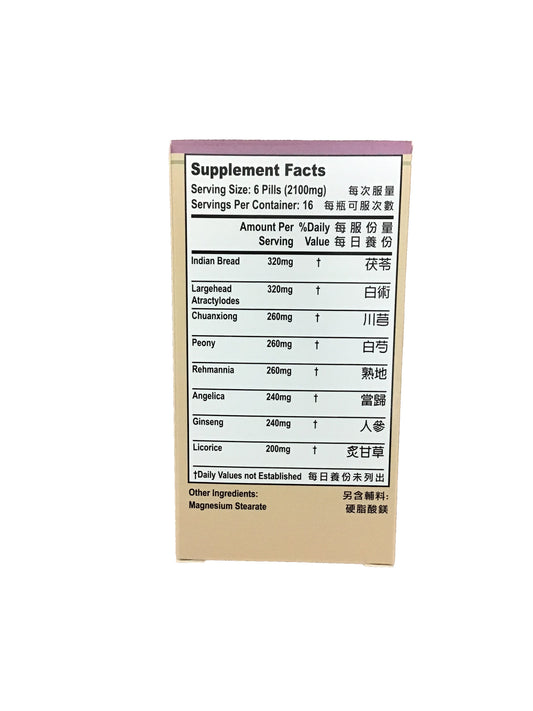 Supplement Facts
Serving Size: 6 Pills (2100mg) 每次服量
Servings Per Container: 16 每瓶可服次數
Amount Per %Daily 每服份量
Serving Value 每日養份
Indian Bread 320mg † 茯苓
Largehead 320mg † 白術
Atractylodes
Chuanxiong 260mg † 川芎
Peony 260mg † 白芍
Rehmannia 260mg † 熟地
Angelica 240mg † 當歸
Ginseng 240mg † 人參
Licorice 200mg † 炙甘草
†Daily Values not Established 每日養份未列出
Other Ingredients: 另含輔料:
Magnesium Stearate 硬脂酸鎂